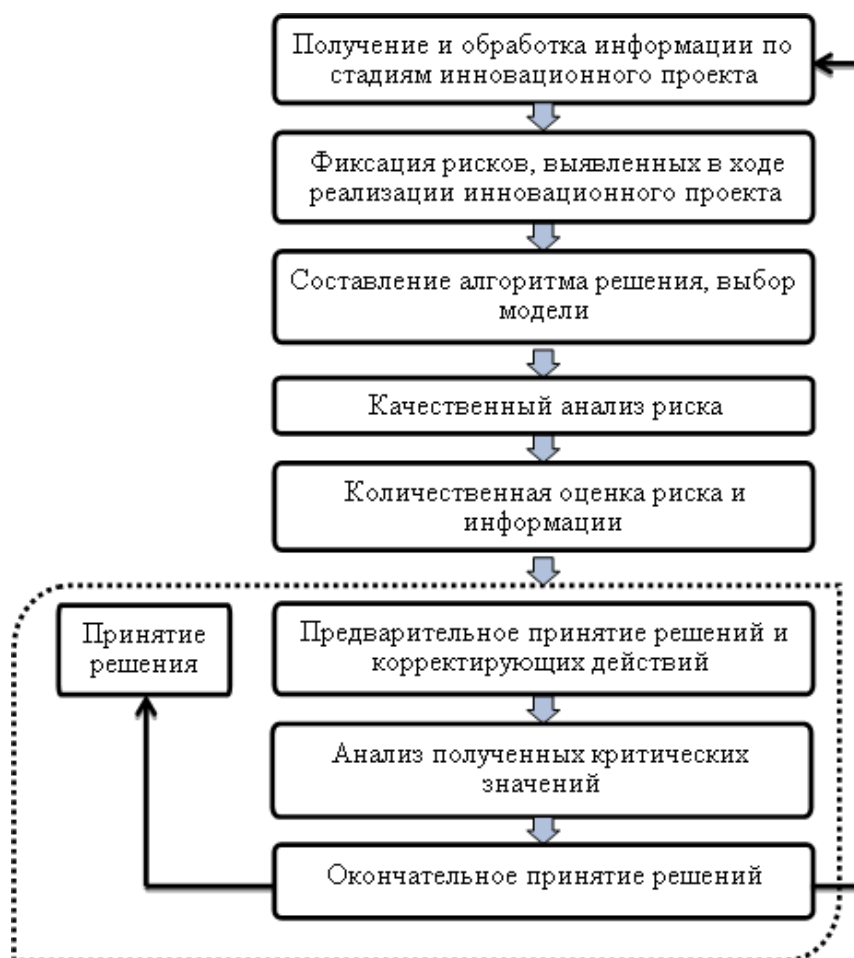 Получение и обработка информации по
стадиям инновационного проекта
Фиксация рисков, выявленных в ходе
реализации инновационного проекта
Составление алгоритма решения, выбор
модели
Качественный анализ риска
Количественная оценка риска и
информации
Принятие
решения
Предварительное принятие решений и
корректирующих действий
Анализ полученных критических
значений
Окончательное принятие решений